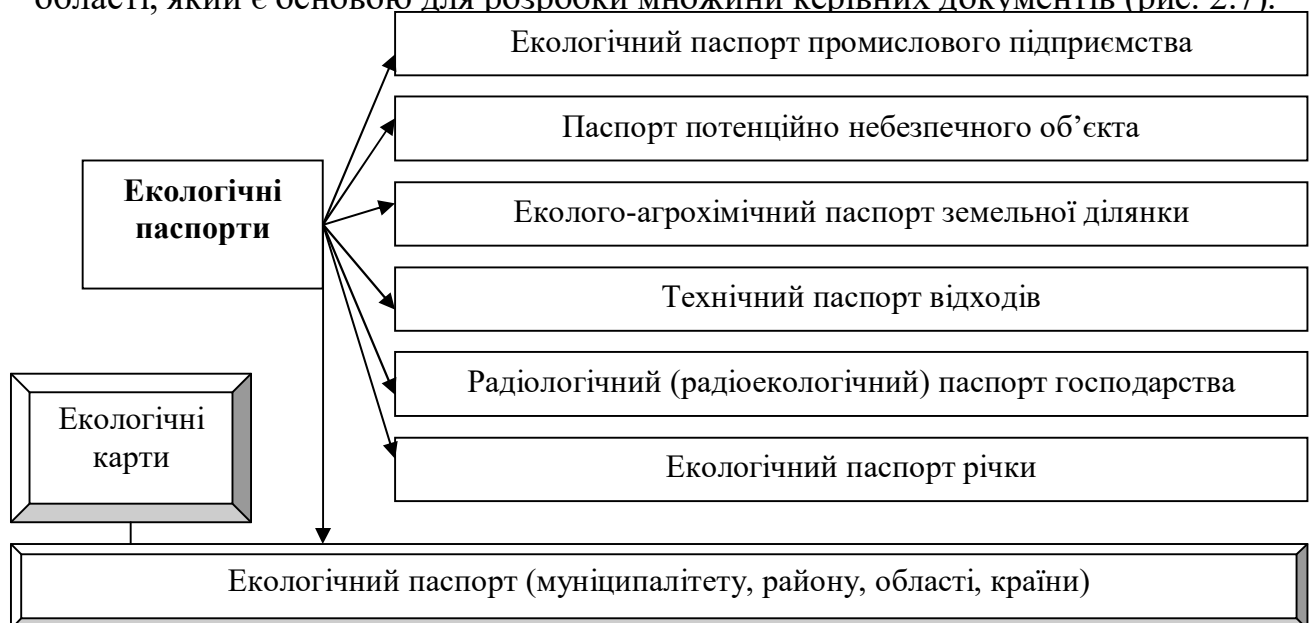 області, який є основою для розробки множини керівних документів (рис. 2.7).
Екологічний паспорт промислового підприємства
Паспорт потенційно небезпечного об’єкта
Екологічні
паспорти
Еколого-агрохімічний паспорт земельної ділянки
Технічний паспорт відходів
Радіологічний (радіоекологічний) паспорт господарства
Екологічні
карти
Екологічний паспорт річки
Екологічний паспорт (муніципалітету, району, області, країни)